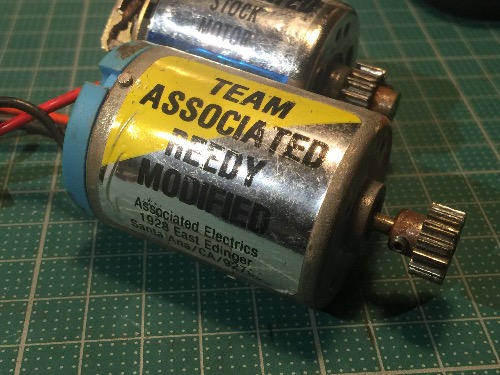 STOCK
MOTOR
TEAM
ASSOCIATED
REEDY
MODIFIED
Associated Electrics
1928 East Edinger
Santa Ana/CA/927